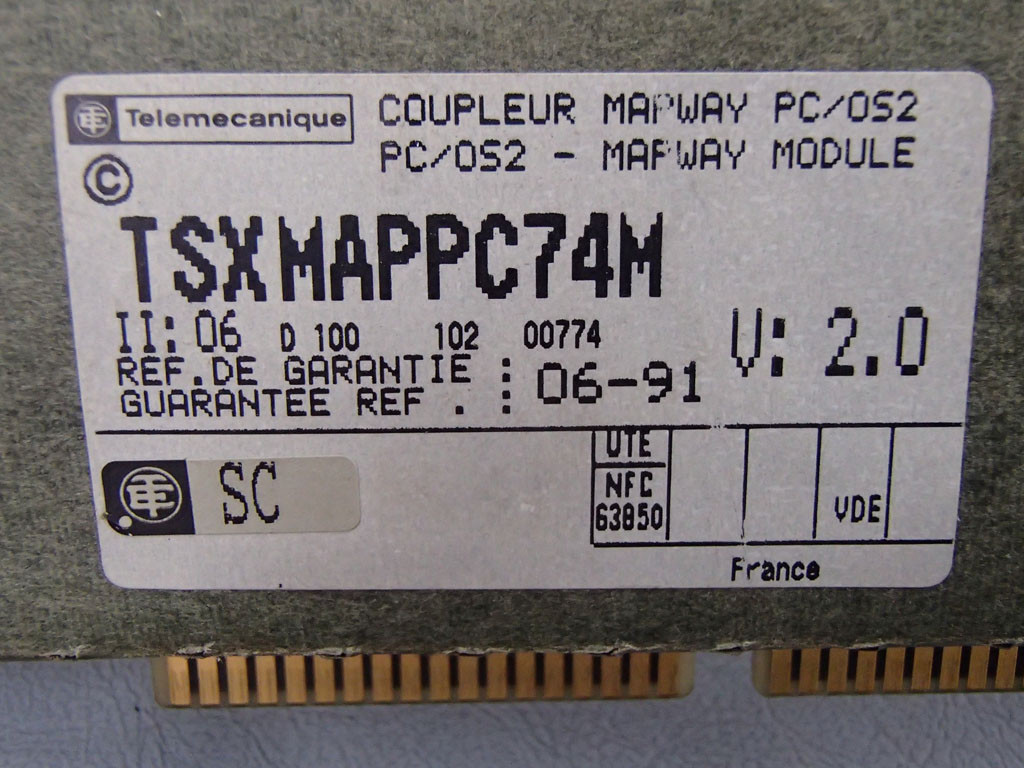 Telemecanique
COUPLEUR MAPWAY PC/OS2
PC/OS2 - MAPWAY MODULE
©
TSXMAPPC74M
II: 06 D 100 102 00774
V: 2.0
REF.DE GARANTIE :
GUARANTEE REF . :
06-91
SC
UTE
NFC
63850
VDE
France